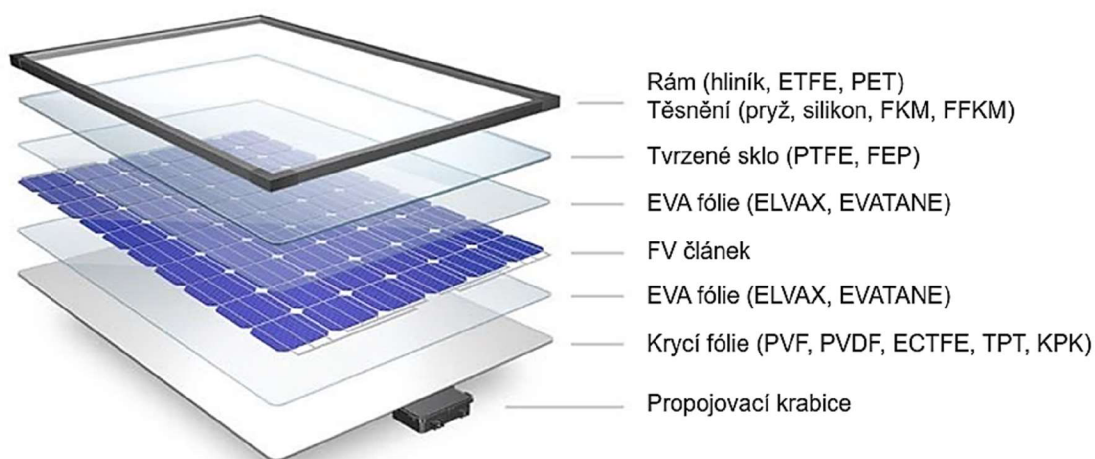 Rám (hliník, ETFE, PET)
Těsnění (pryž, silikon, FKM, FFKM)
Tvrzené sklo (PTFE, FEP)
EVA fólie (ELVAX, EVATANE)
FV článek
EVA fólie (ELVAX, EVATANE)
Krycí fólie (PVF, PVDF, ECTFE, TPT, KPK)
Propojovací krabice